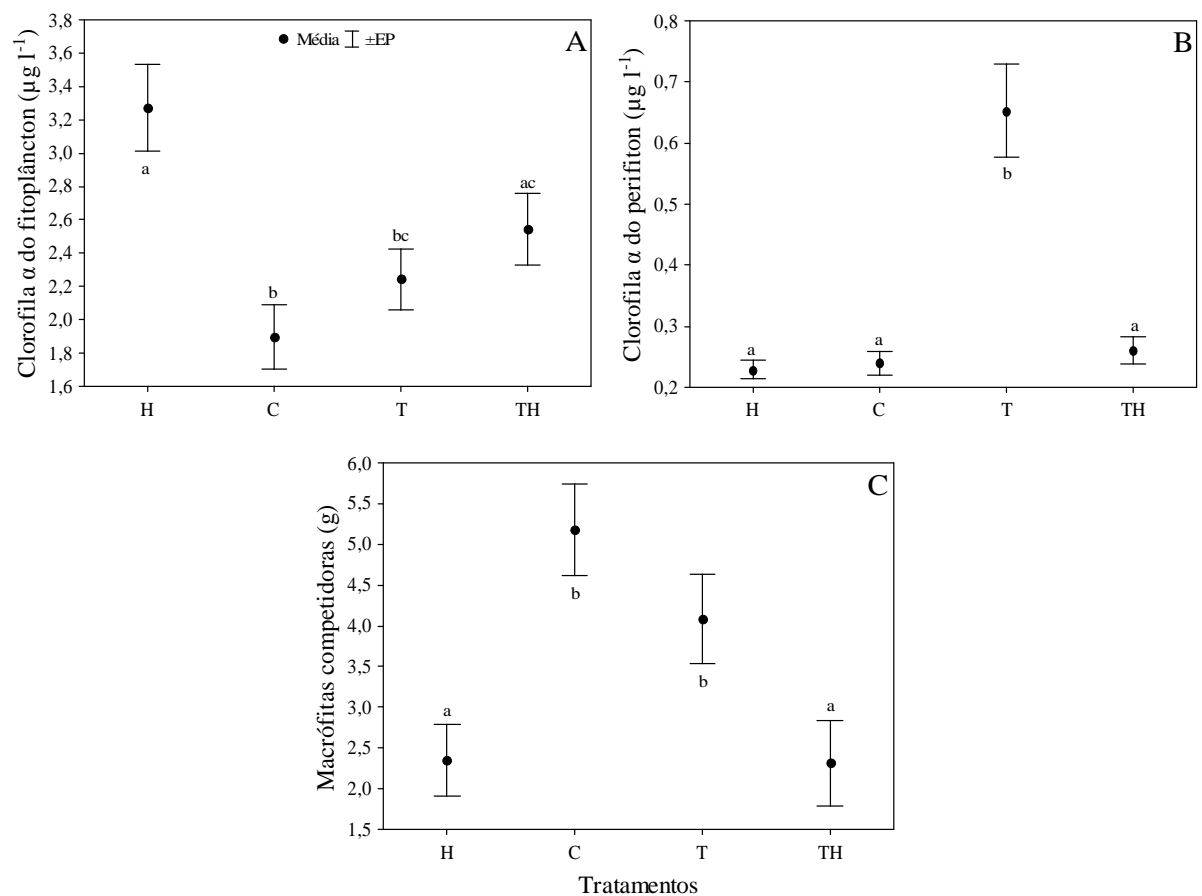 A
● Média ⌶ ±EP
Clorofila α do fitoplâncton (µg l⁻¹)
3,8
3,6
3,4
3,2
3,0
2,8
2,6
2,4
2,2
2,0
1,8
1,6
a
b
bc
ac
H C T TH
B
Clorofila α do perifiton (µg l⁻¹)
0,8
0,7
0,6
0,5
0,4
0,3
0,2
a
a
b
a
H C T TH
C
Macrófitas competidoras (g)
6,0
5,5
5,0
4,5
4,0
3,5
3,0
2,5
2,0
1,5
a
b
b
a
H C T TH
Tratamentos